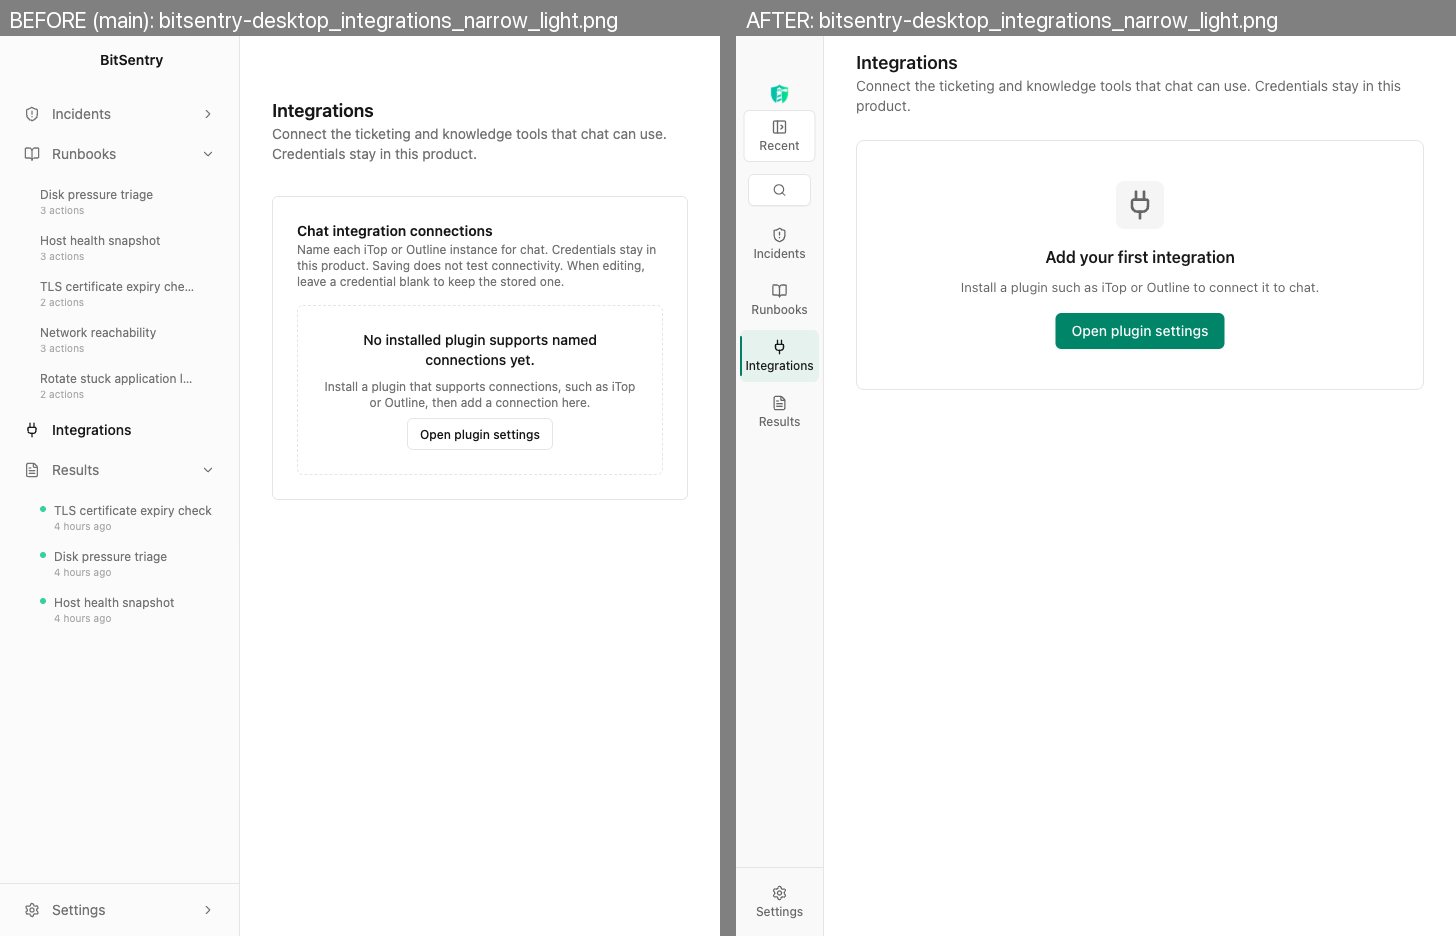 BEFORE (main): bitsentry-desktop_integrations_narrow_light.png
BitSentry
Incidents
Runbooks
Disk pressure triage
3 actions
Host health snapshot
3 actions
TLS certificate expiry che...
2 actions
Network reachability
3 actions
Rotate stuck application l...
2 actions
Integrations
Results
TLS certificate expiry check
4 hours ago
Disk pressure triage
4 hours ago
Host health snapshot
4 hours ago
Settings
Integrations
Connect the ticketing and knowledge tools that chat can use.
Credentials stay in this product.
Chat integration connections
Name each iTop or Outline instance for chat. Credentials stay in
this product. Saving does not test connectivity. When editing,
leave a credential blank to keep the stored one.
No installed plugin supports named
connections yet.
Install a plugin that supports connections, such as iTop
or Outline, then add a connection here.
Open plugin settings
AFTER: bitsentry-desktop_integrations_narrow_light.png
Recent
Incidents
Runbooks
Integrations
Results
Settings
Integrations
Connect the ticketing and knowledge tools that chat can use. Credentials stay in this
product.
Add your first integration
Install a plugin such as iTop or Outline to connect it to chat.
Open plugin settings